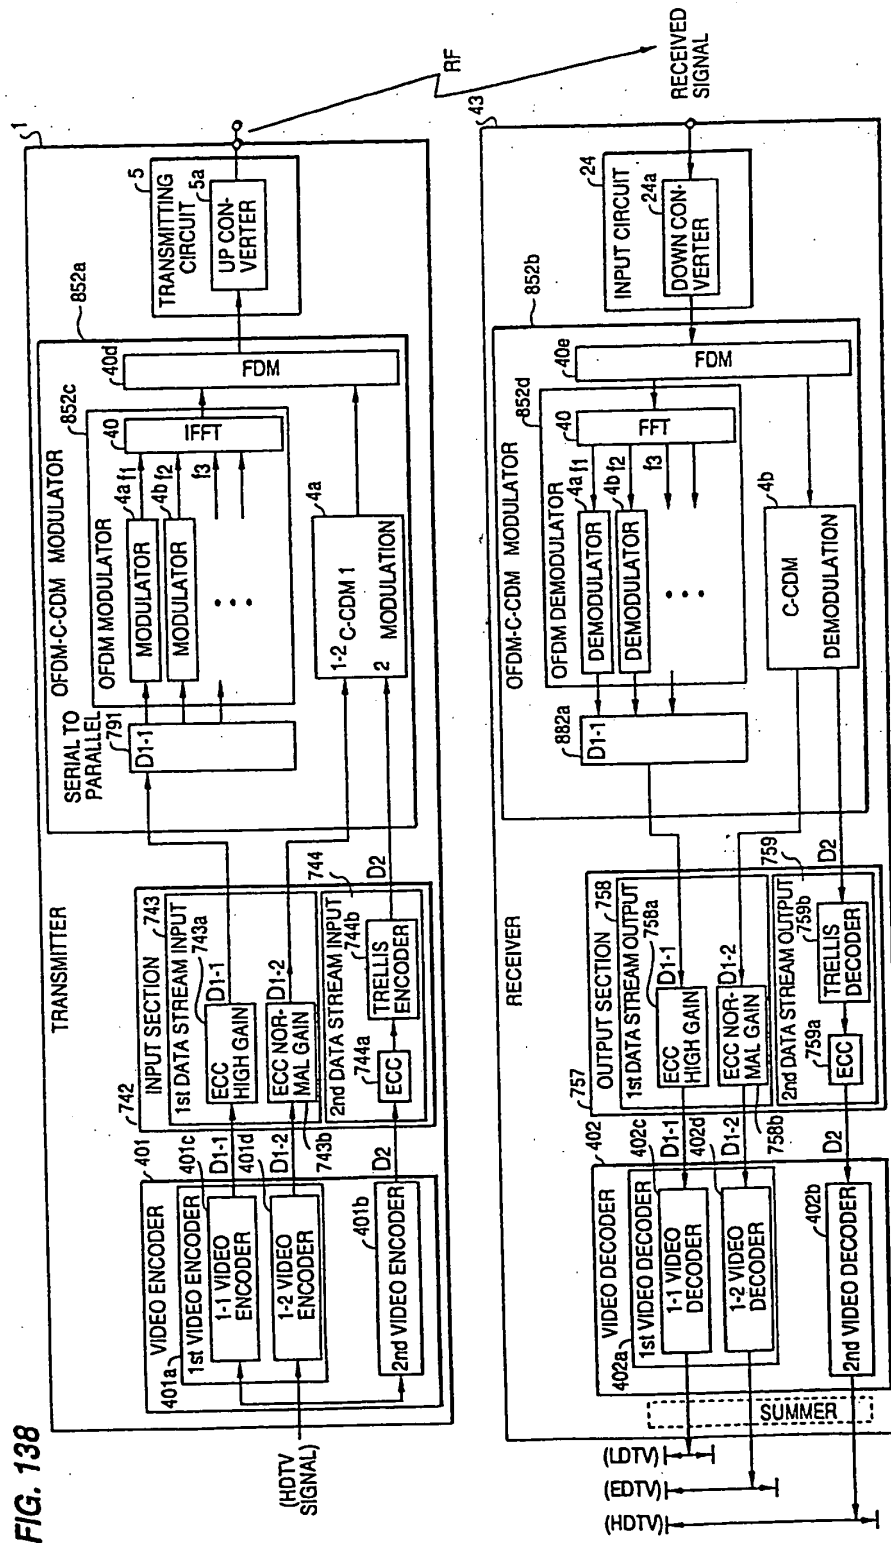 FIG. 138
TRANSMITTER
1
(HDTV
SIGNAL)
VIDEO ENCODER
401
1st VIDEO ENCODER
401a
401c
1-1 VIDEO
ENCODER
401d
1-2 VIDEO
ENCODER
401b
2nd VIDEO ENCODER
D1-1
D1-2
D2
742
INPUT SECTION
743
1st DATA STREAM INPUT
743a
ECC
HIGH GAIN
D1-1
ECC NOR-
MAL GAIN
D1-2
743b
744
2nd DATA STREAM INPUT
744a
744b
ECC
TRELLIS
ENCODER
D2
OFDM-C-CDM MODULATOR
852a
SERIAL TO
PARALLEL
791
D1-1
OFDM MODULATOR
852c
MODULATOR
4a
f1
MODULATOR
4b
f2
f3
40
IFFT
4a
1-2
C-CDM 1
2
MODULATION
40d
FDM
TRANSMITTING
CIRCUIT
5
5a
UP CON-
VERTER
RF
RECEIVED
SIGNAL
RECEIVER
43
INPUT CIRCUIT
24
24a
DOWN CON-
VERTER
OFDM-C-CDM MODULATOR
852b
40e
FDM
OFDM DEMODULATOR
852d
40
FFT
4a
f1
DEMODULATOR
4b
f2
DEMODULATOR
f3
882a
D1-1
4b
C-CDM
DEMODULATION
757
OUTPUT SECTION
758
1st DATA STREAM OUTPUT
758a
ECC
HIGH GAIN
D1-1
ECC NOR-
MAL GAIN
D1-2
758b
759
2nd DATA STREAM OUTPUT
759a
759b
ECC
TRELLIS
DECODER
D2
D1-1
D1-2
D2
VIDEO DECODER
402
1st VIDEO DECODER
402a
402c
1-1 VIDEO
DECODER
402d
1-2 VIDEO
DECODER
402b
2nd VIDEO DECODER
SUMMER
(LDTV)
(EDTV)
(HDTV)